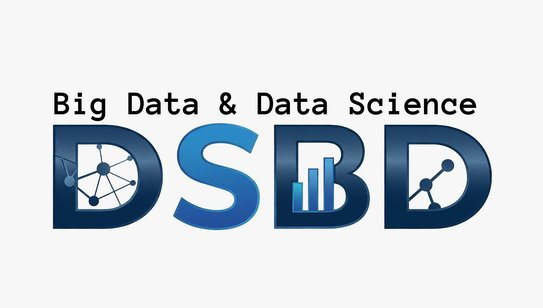 Big Data & Data Science
DSBD